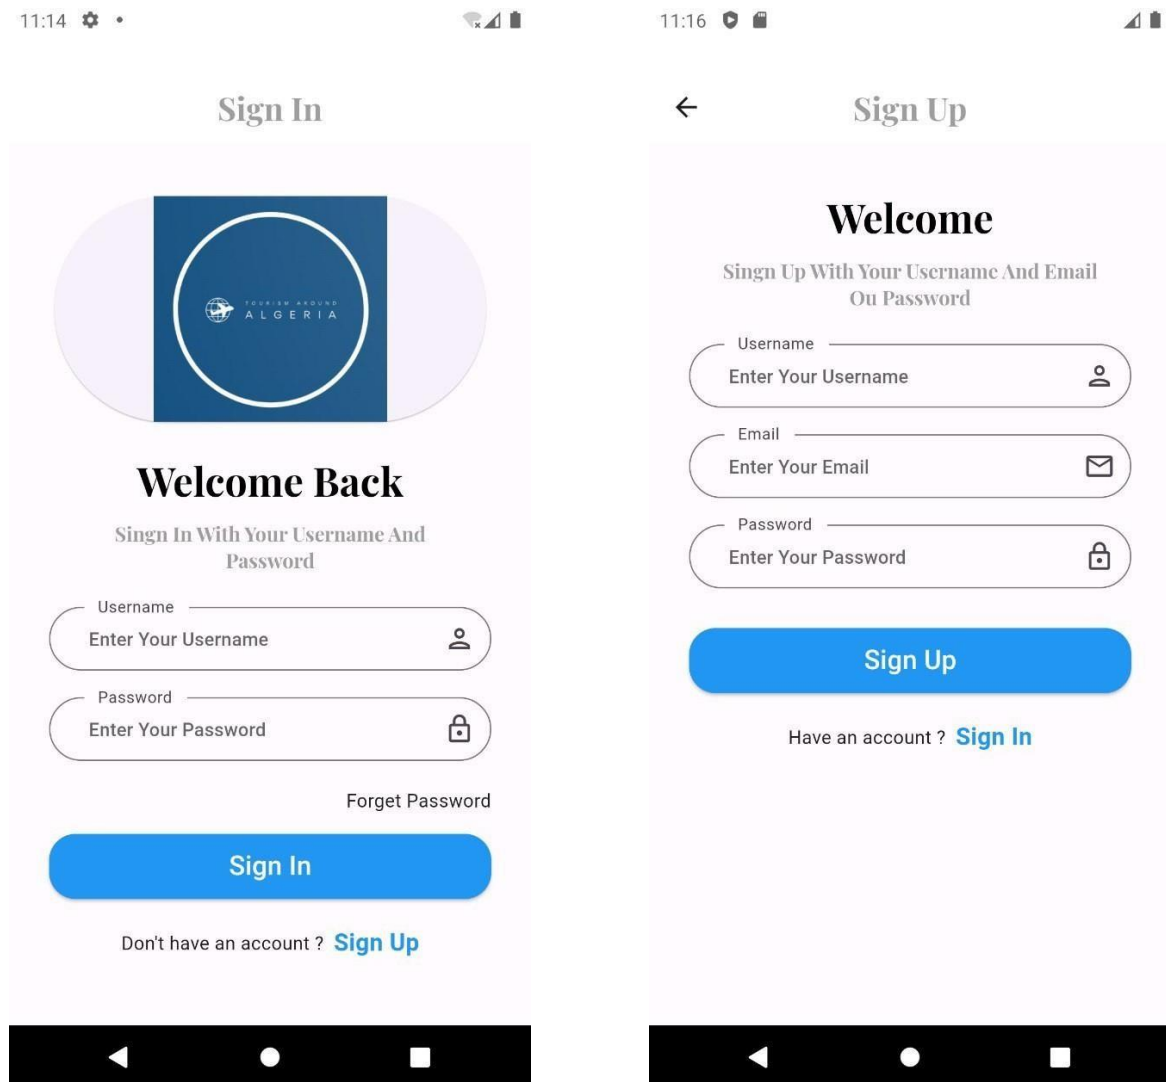 11:14
Sign In
TOURISM AROUND
ALGERIA
Welcome Back
Singn In With Your Username And
Password
Username
Enter Your Username
Password
Enter Your Password
Forget Password
Sign In
Don't have an account ? Sign Up
11:16
Sign Up
Welcome
Singn Up With Your Username And Email
Ou Password
Username
Enter Your Username
Email
Enter Your Email
Password
Enter Your Password
Sign Up
Have an account ? Sign In